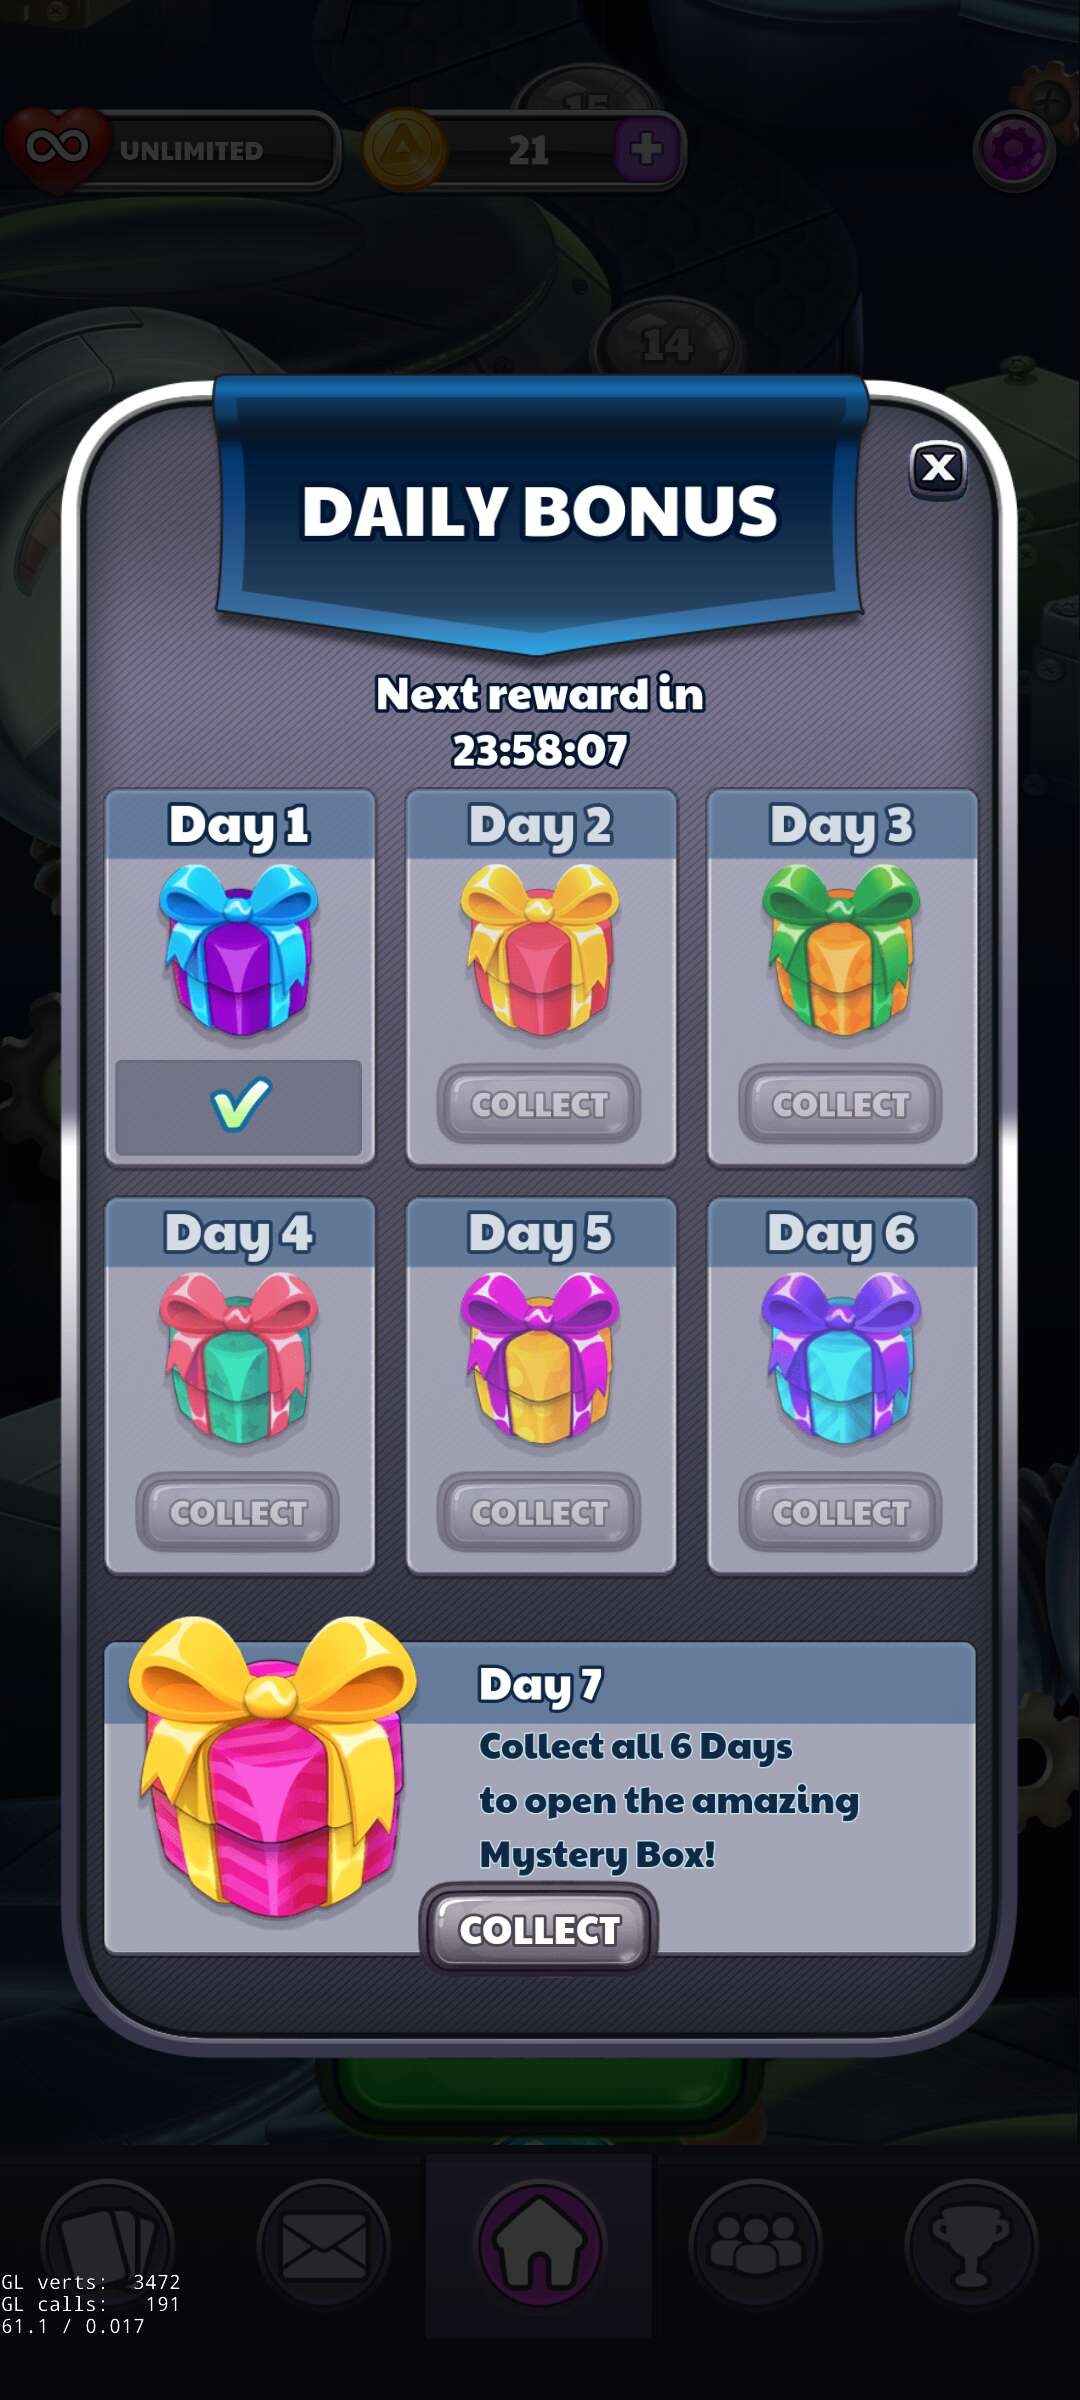 15
UNLIMITED
21
14
DAILY BONUS
X
Next reward in
23:58:07
Day 1
Day 2
Day 3
COLLECT
COLLECT
Day 4
Day 5
Day 6
COLLECT
COLLECT
COLLECT
Day 7
Collect all 6 Days
to open the amazing
Mystery Box!
COLLECT
GL verts: 3472
GL calls: 191
61.1 / 0.017